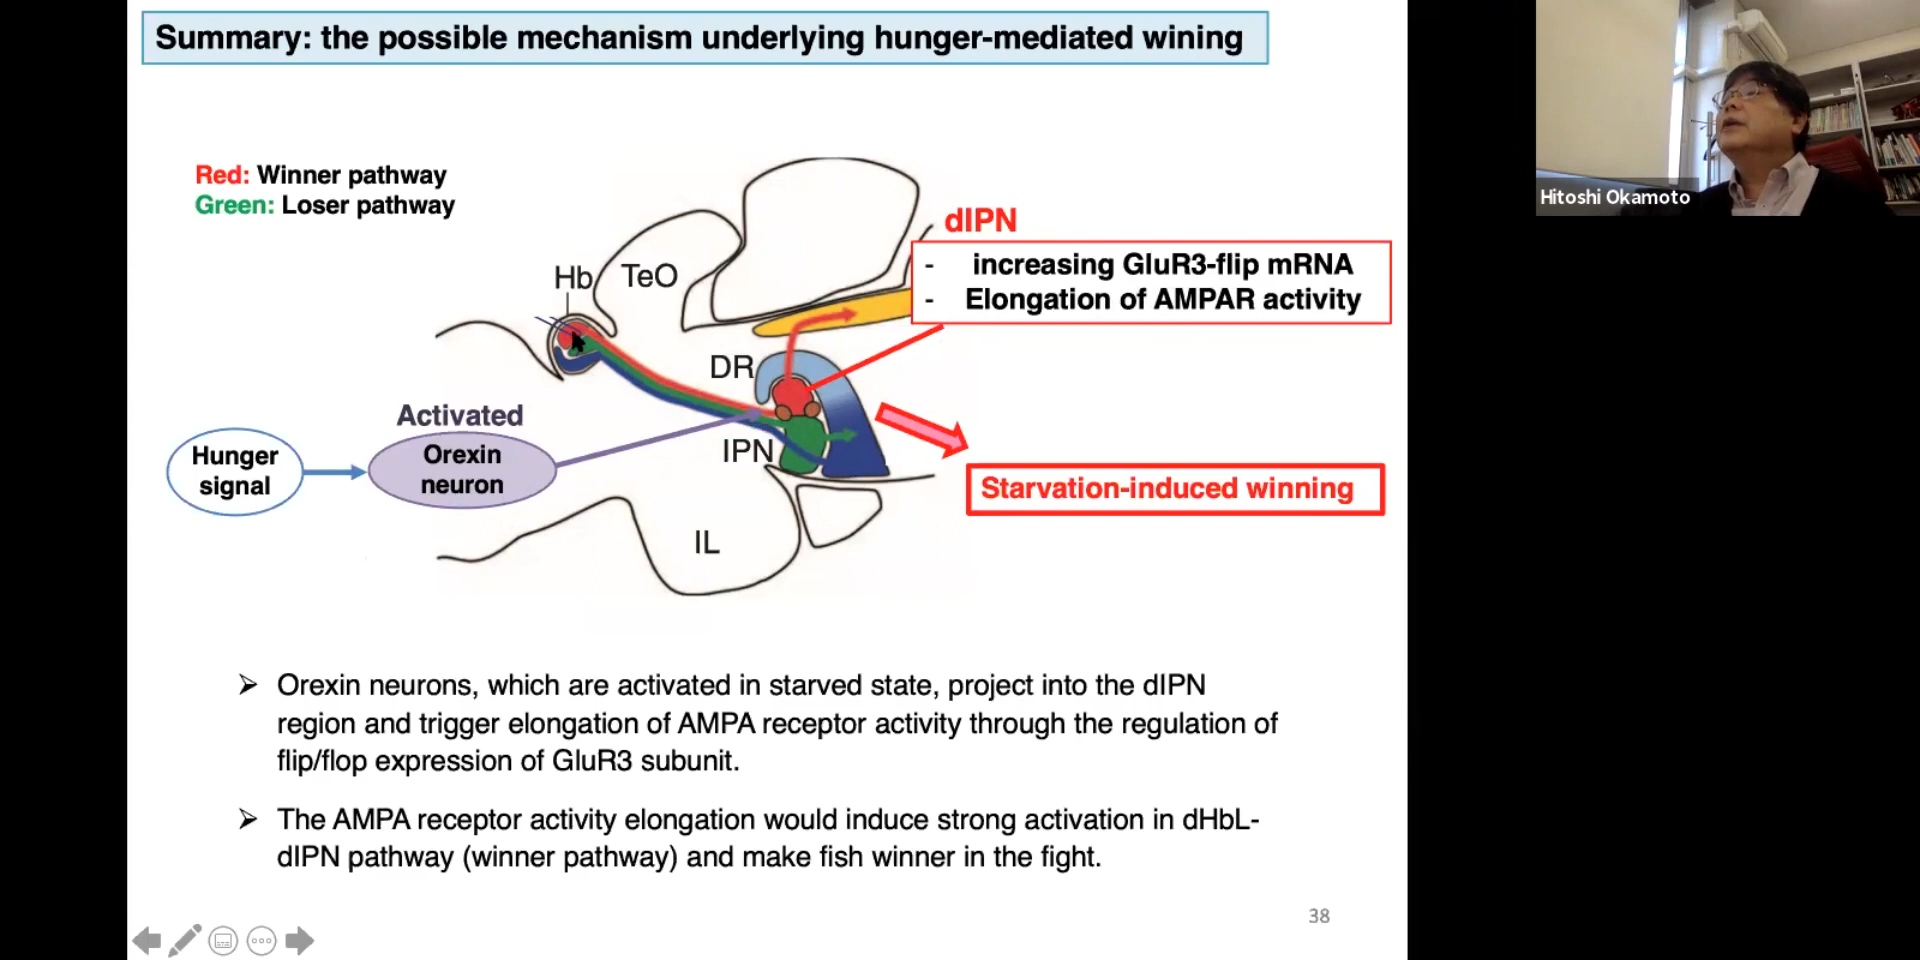 Summary: the possible mechanism underlying hunger-mediated wining
Hitoshi Okamoto
Red: Winner pathway
Green: Loser pathway
dIPN
- increasing GluR3-flip mRNA
- Elongation of AMPAR activity
Hb
TeO
DR
Activated
Hunger
signal
Orexin
neuron
IPN
Starvation-induced winning
IL
➢ Orexin neurons, which are activated in starved state, project into the dIPN
region and trigger elongation of AMPA receptor activity through the regulation of
flip/flop expression of GluR3 subunit.
➢ The AMPA receptor activity elongation would induce strong activation in dHbL-
dIPN pathway (winner pathway) and make fish winner in the fight.
38